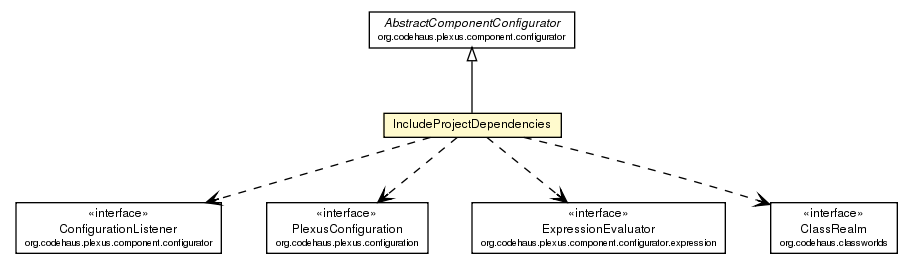 AbstractComponentConfigurator
org.codehaus.plexus.component.configurator
IncludeProjectDependencies
«interface»
ConfigurationListener
org.codehaus.plexus.component.configurator
«interface»
PlexusConfiguration
org.codehaus.plexus.configuration
«interface»
ExpressionEvaluator
org.codehaus.plexus.component.configurator.expression
«interface»
ClassRealm
org.codehaus.classworlds